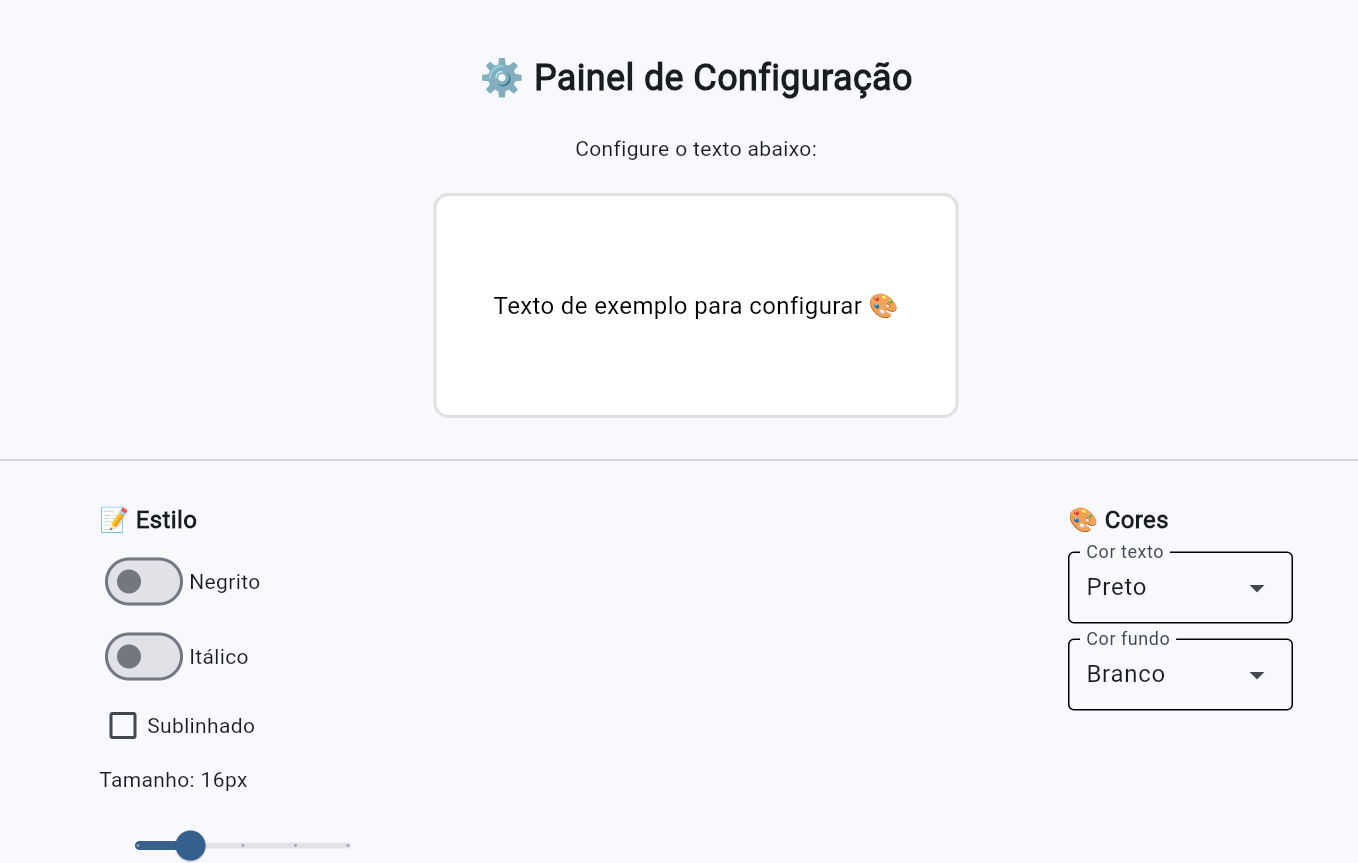 ⚙️ Painel de Configuração
Configure o texto abaixo:
Texto de exemplo para configurar 🎨
📝 Estilo
Negrito
Itálico
Sublinhado
Tamanho: 16px
🎨 Cores
Cor texto
Preto
Cor fundo
Branco